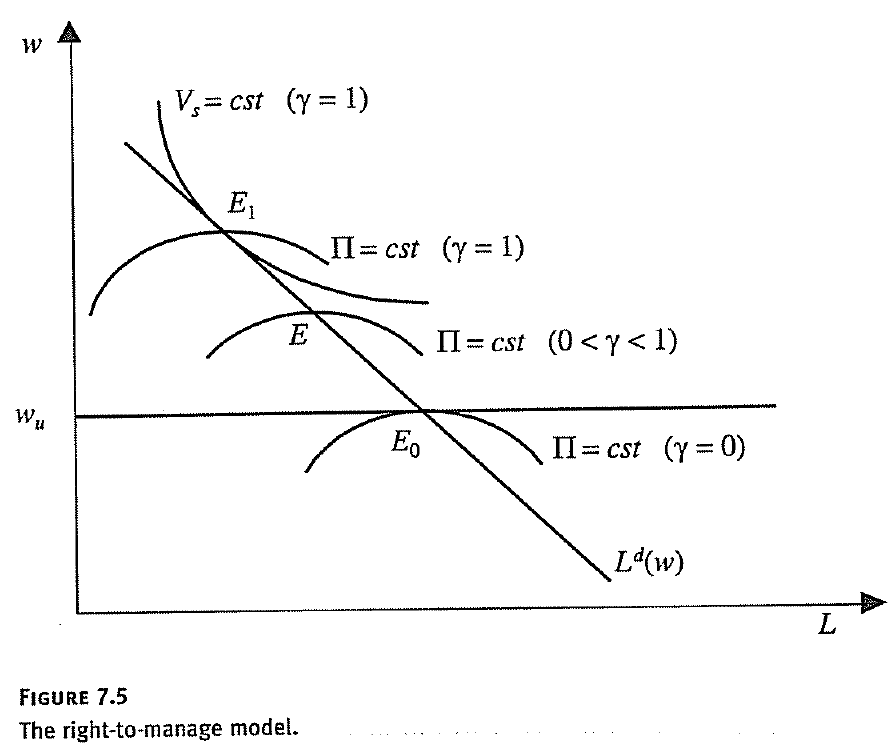 w
V_s = cst (γ = 1)
E_1
Π = cst (γ = 1)
E
Π = cst (0 < γ < 1)
w_u
E_0
Π = cst (γ = 0)
L^d(w)
L
FIGURE 7.5
The right-to-manage model.